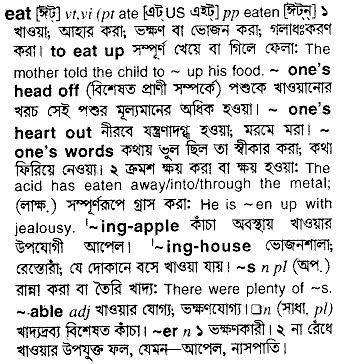 eat [ঈট্] vt.vi (pt ate [এট্ US এইট্] pp eaten [ঈট্‌ন্] ১
খাওয়া; আহার করা; ভক্ষণ বা ভোজন করা; গলাধঃকরণ
করা। to eat up সম্পূর্ণ খেয়ে বা গিলে ফেলা: The
mother told the child to ~ up his food. ~ one's
head off (বিশেষত প্রাণী সম্পর্কে) পশুকে খাওয়ানোর
খরচ সেই পশুর মূল্যমানের অধিক হওয়া। ~ one's
heart out নীরবে যন্ত্রণাদগ্ধ হওয়া; মরমে মরা। ~
one's words কথায় ভুল ছিল তা স্বীকার করা; কথা
ফিরিয়ে নেওয়া। ২ ক্রমশ ক্ষয় করা বা ক্ষয় হওয়া: The
acid has eaten away/into/through the metal;
(লাক্ষ.) সম্পূর্ণরূপে গ্রাস করা: He is ~en up with
jealousy. ˈ~ing-apple কাঁচা অবস্থায় খাওয়ার
উপযোগী আপেল। ˈ~ing-house ভোজনশালা;
রেস্তোরাঁ; যে দোকানে বসে খাওয়া যায়। ~s n pl (অপ.)
রান্না করা বা তৈরি খাদ্য: There were plenty of ~s.
~able adj খাওয়ার যোগ্য; ভক্ষণযোগ্য।□n (সাধা. pl)
খাদ্যদ্রব্য বিশেষত কাঁচা। ~er n ১ ভক্ষণকারী। ২ না রেঁধে
খাওয়ার উপযুক্ত ফল, যেমন—আপেল, নাসপাতি।